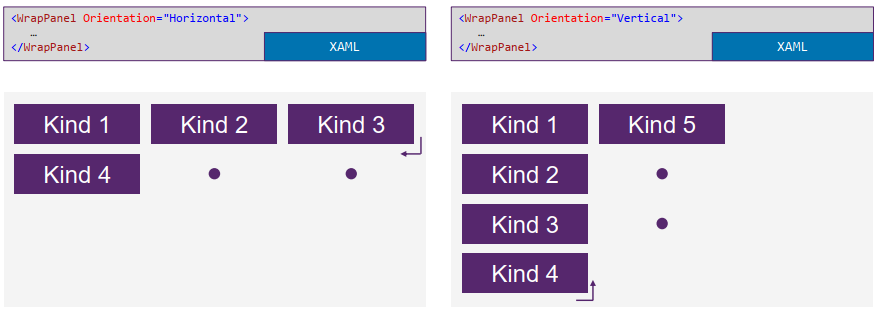 <WrapPanel Orientation="Horizontal">
…
</WrapPanel>
XAML
Kind 1 Kind 2 Kind 3
Kind 4
<WrapPanel Orientation="Vertical">
…
</WrapPanel>
XAML
Kind 1 Kind 5
Kind 2
Kind 3
Kind 4